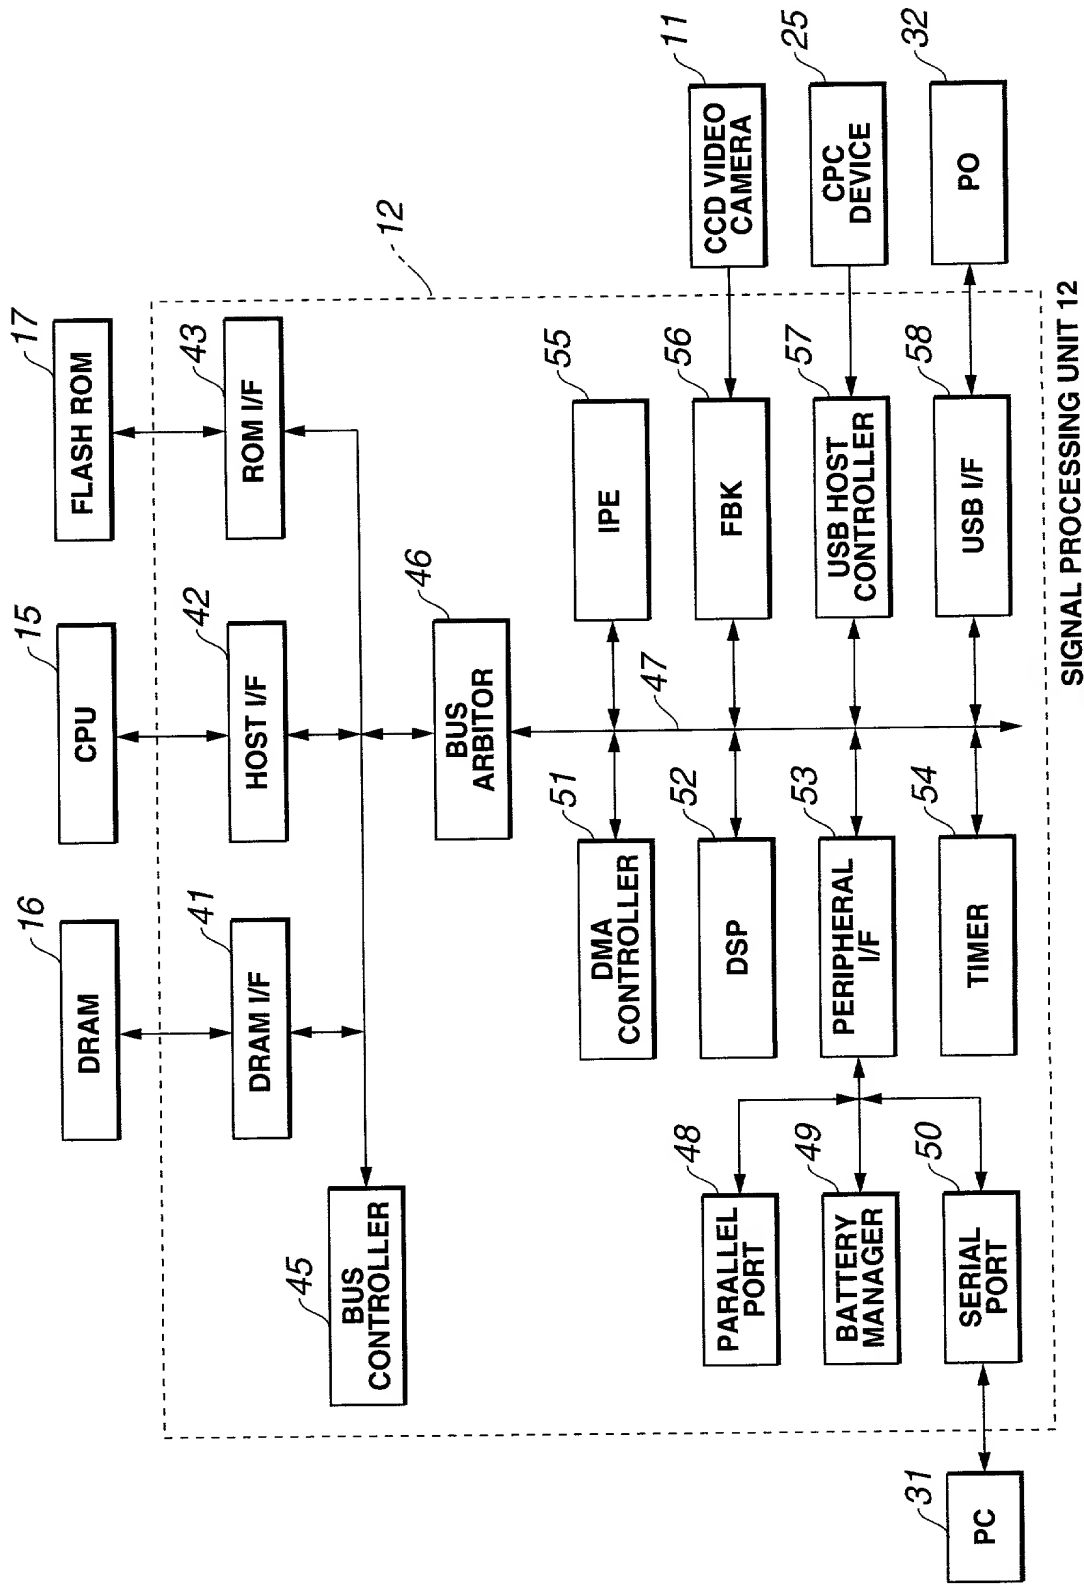 16
DRAM
15
CPU
17
FLASH ROM
41
DRAM I/F
42
HOST I/F
43
ROM I/F
12
45
BUS
CONTROLLER
46
BUS
ARBITOR
47
51
DMA
CONTROLLER
55
IPE
48
PARALLEL
PORT
52
DSP
56
FBK
11
CCD VIDEO
CAMERA
49
BATTERY
MANAGER
53
PERIPHERAL
I/F
57
USB HOST
CONTROLLER
25
CPC
DEVICE
31
PC
50
SERIAL
PORT
54
TIMER
58
USB I/F
32
PO
SIGNAL PROCESSING UNIT 12